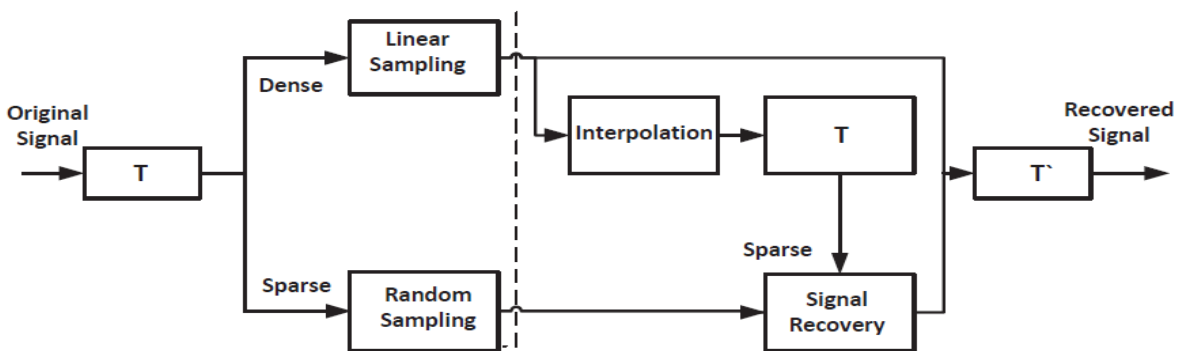 Linear
Sampling
Dense
Original
Signal
T
Interpolation
T
Recovered
Signal
T`
Sparse
Sparse
Random
Sampling
Signal
Recovery